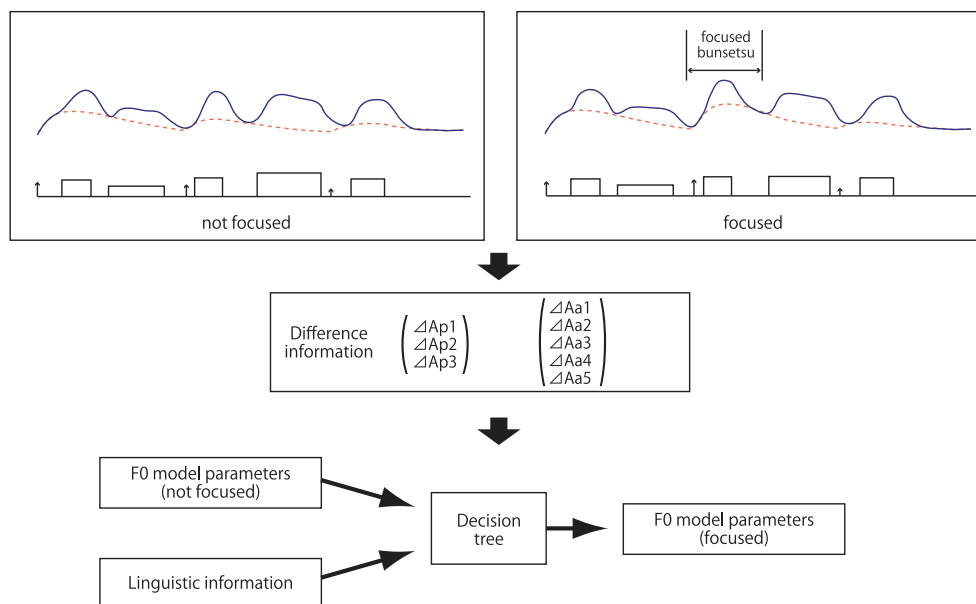 not focused
focused
bunsetsu
focused
Difference
information
⊿Ap1
⊿Ap2
⊿Ap3
⊿Aa1
⊿Aa2
⊿Aa3
⊿Aa4
⊿Aa5
F0 model parameters
(not focused)
Linguistic information
Decision
tree
F0 model parameters
(focused)